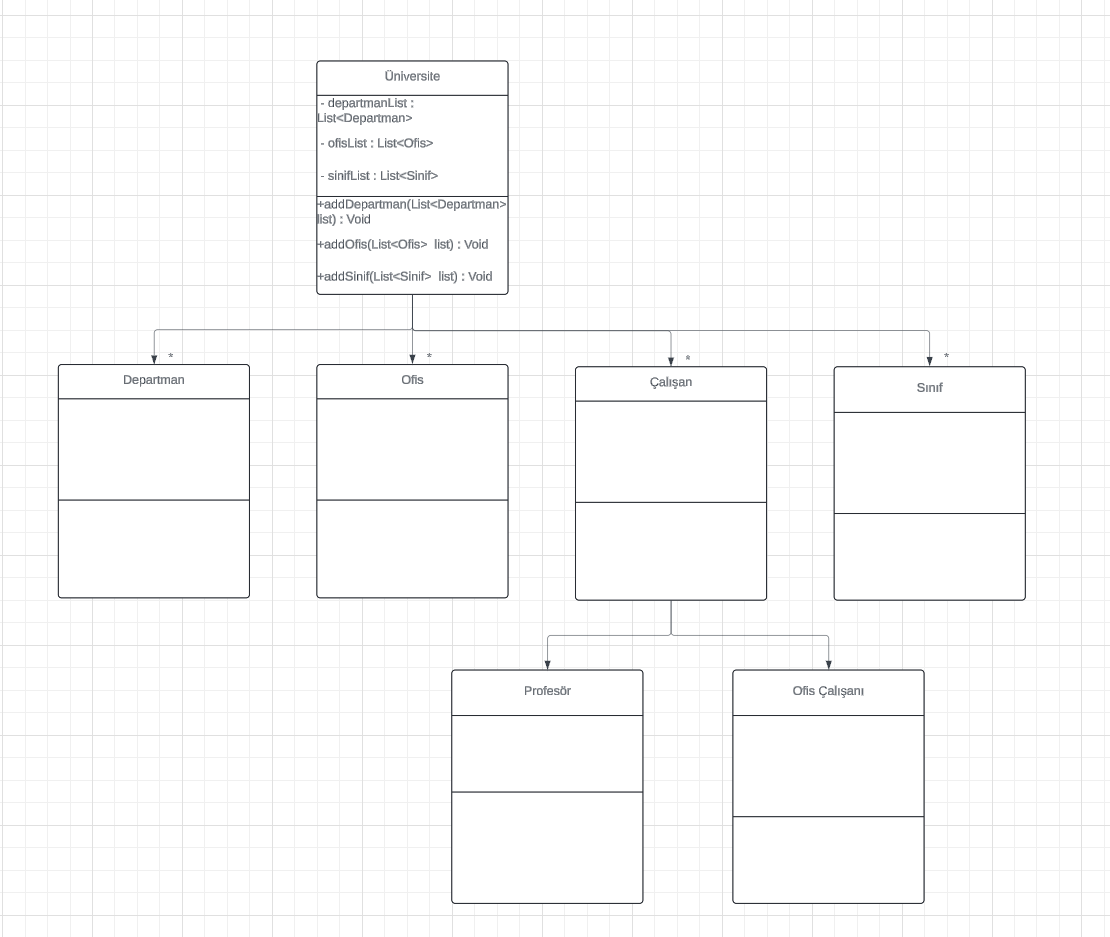 Üniversite
- departmanList :
List<Departman>
- ofisList : List<Ofis>
- sinifList : List<Sinif>
+addDepartman(List<Departman>
list) : Void
+addOfis(List<Ofis>  list) : Void
+addSinif(List<Sinif>  list) : Void
* * * *
Departman
Ofis
Çalışan
Sınıf
Profesör
Ofis Çalışanı